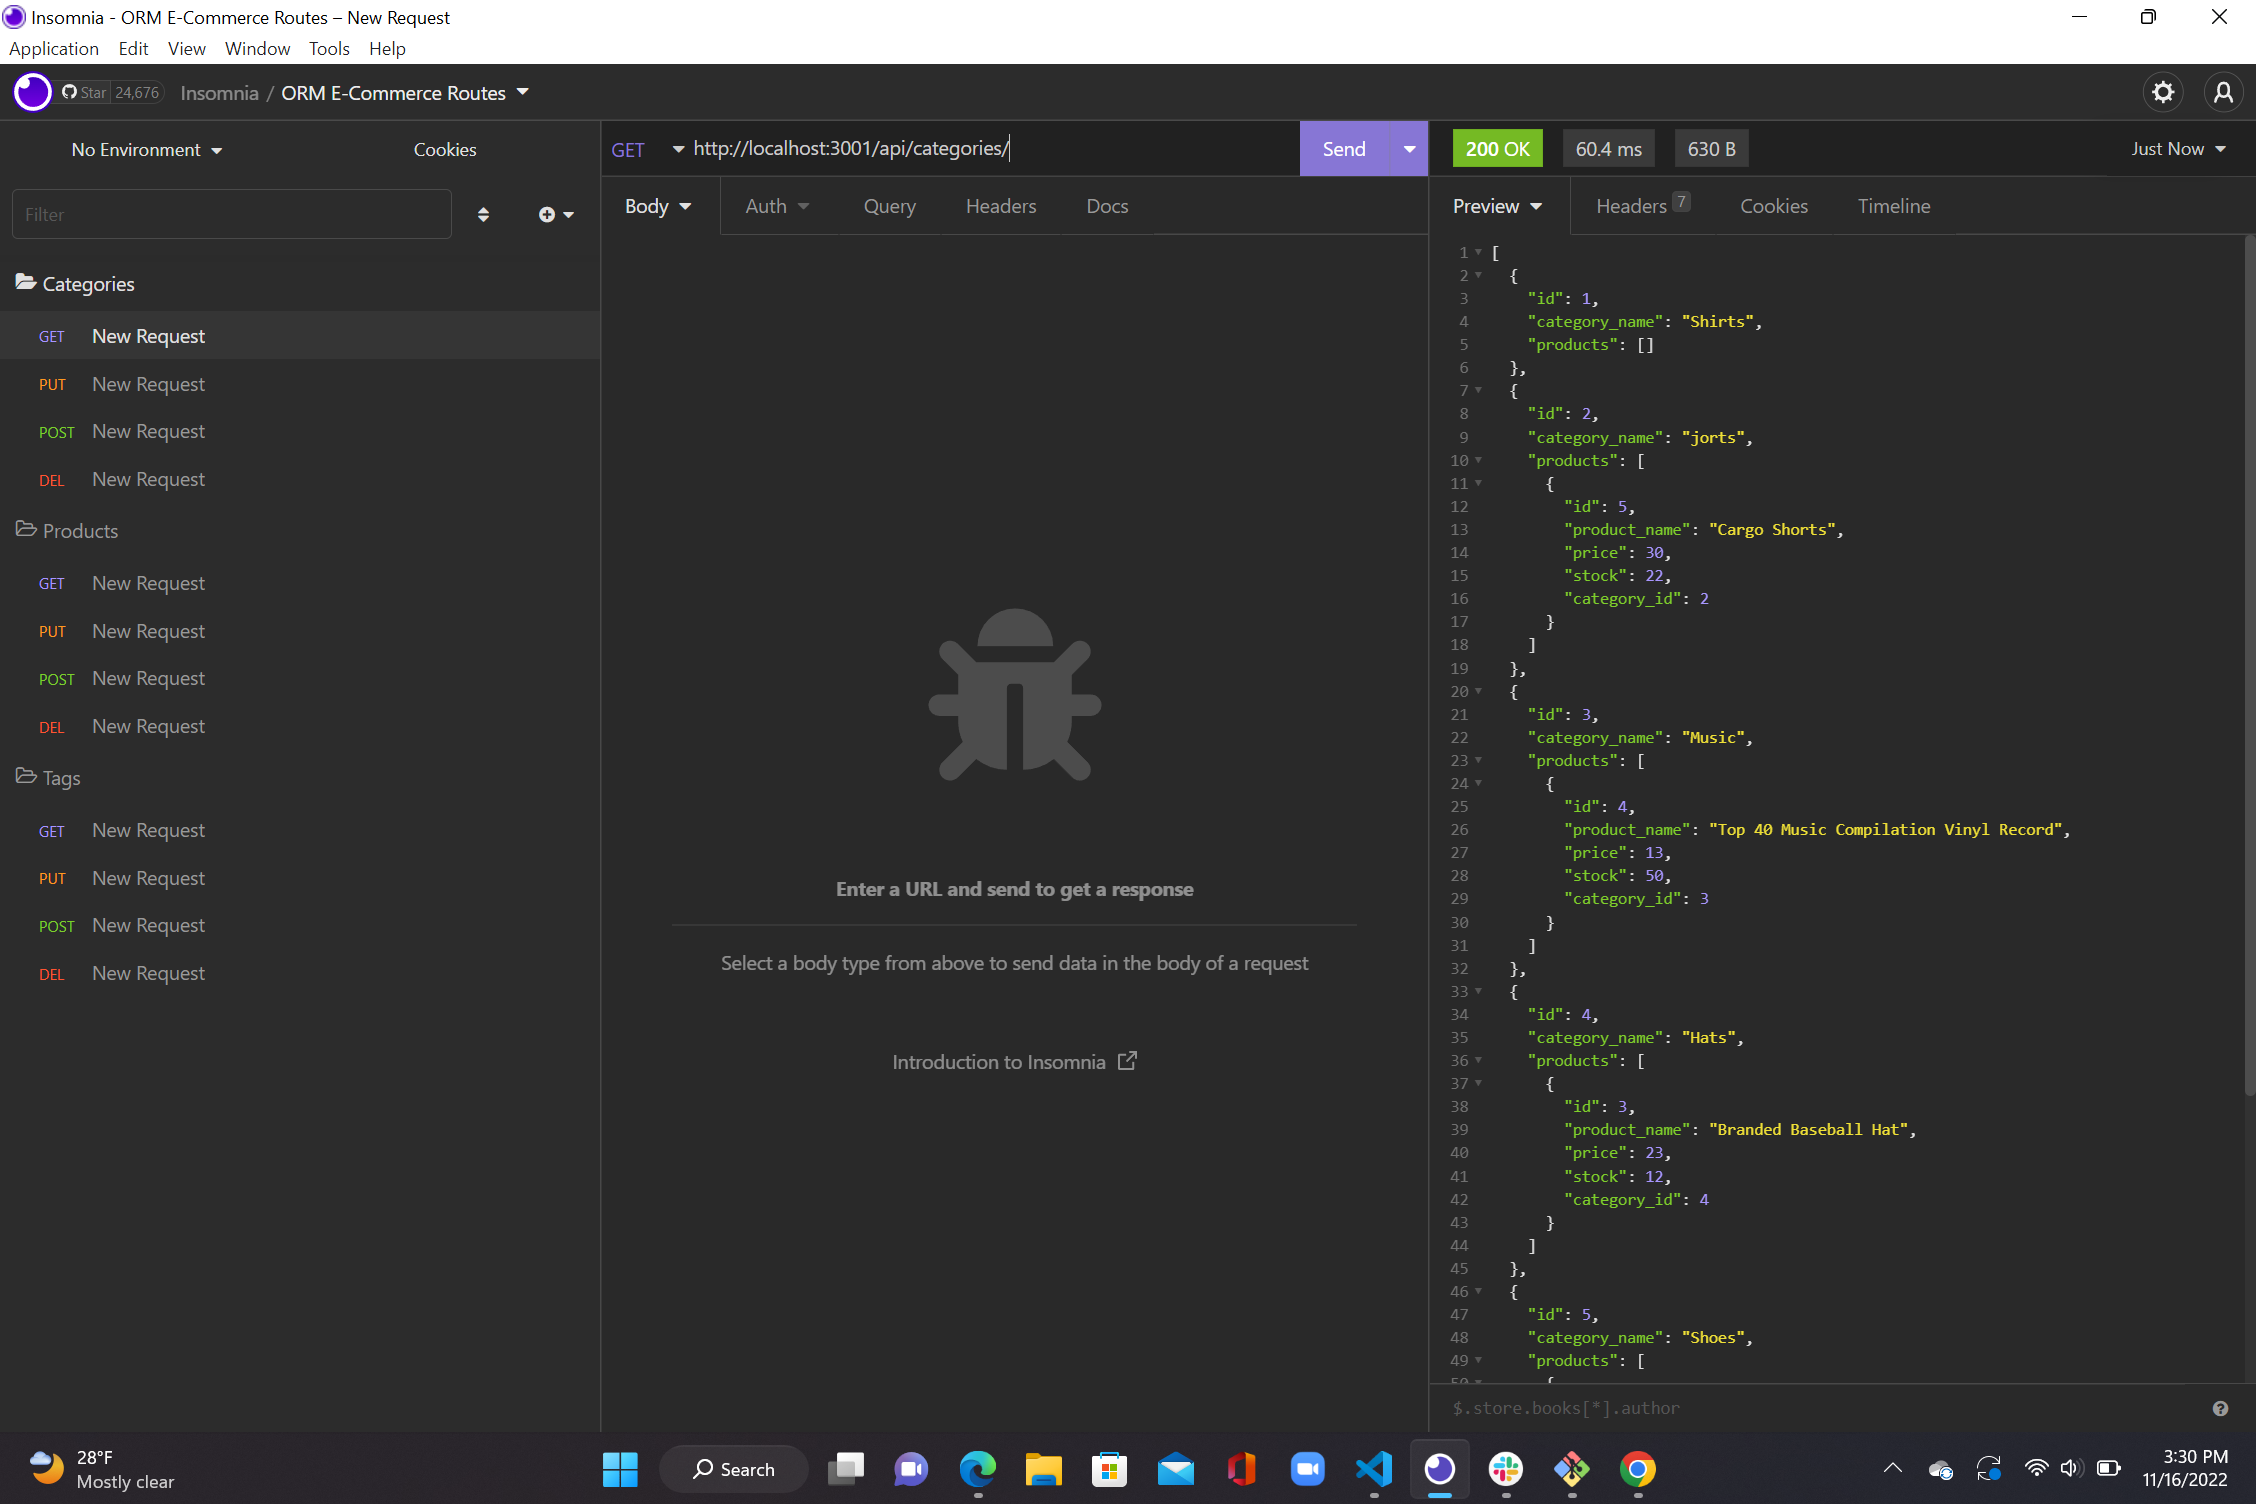 Insomnia - ORM E-Commerce Routes – New Request
Application Edit View Window Tools Help
Star 24,676 Insomnia / ORM E-Commerce Routes
No Environment Cookies
Filter
Categories
GET New Request
PUT New Request
POST New Request
DEL New Request
Products
GET New Request
PUT New Request
POST New Request
DEL New Request
Tags
GET New Request
PUT New Request
POST New Request
DEL New Request
GET http://localhost:3001/api/categories/ Send
Body Auth Query Headers Docs
Enter a URL and send to get a response
Select a body type from above to send data in the body of a request
Introduction to Insomnia
200 OK 60.4 ms 630 B Just Now
Preview Headers 7 Cookies Timeline
1 [
2 {
3 "id": 1,
4 "category_name": "Shirts",
5 "products": []
6 },
7 {
8 "id": 2,
9 "category_name": "jorts",
10 "products": [
11 {
12 "id": 5,
13 "product_name": "Cargo Shorts",
14 "price": 30,
15 "stock": 22,
16 "category_id": 2
17 }
18 ]
19 },
20 {
21 "id": 3,
22 "category_name": "Music",
23 "products": [
24 {
25 "id": 4,
26 "product_name": "Top 40 Music Compilation Vinyl Record",
27 "price": 13,
28 "stock": 50,
29 "category_id": 3
30 }
31 ]
32 },
33 {
34 "id": 4,
35 "category_name": "Hats",
36 "products": [
37 {
38 "id": 3,
39 "product_name": "Branded Baseball Hat",
40 "price": 23,
41 "stock": 12,
42 "category_id": 4
43 }
44 ]
45 },
46 {
47 "id": 5,
48 "category_name": "Shoes",
49 "products": [
50 {
$.store.books[*].author
28°F
Mostly clear
Search
3:30 PM
11/16/2022